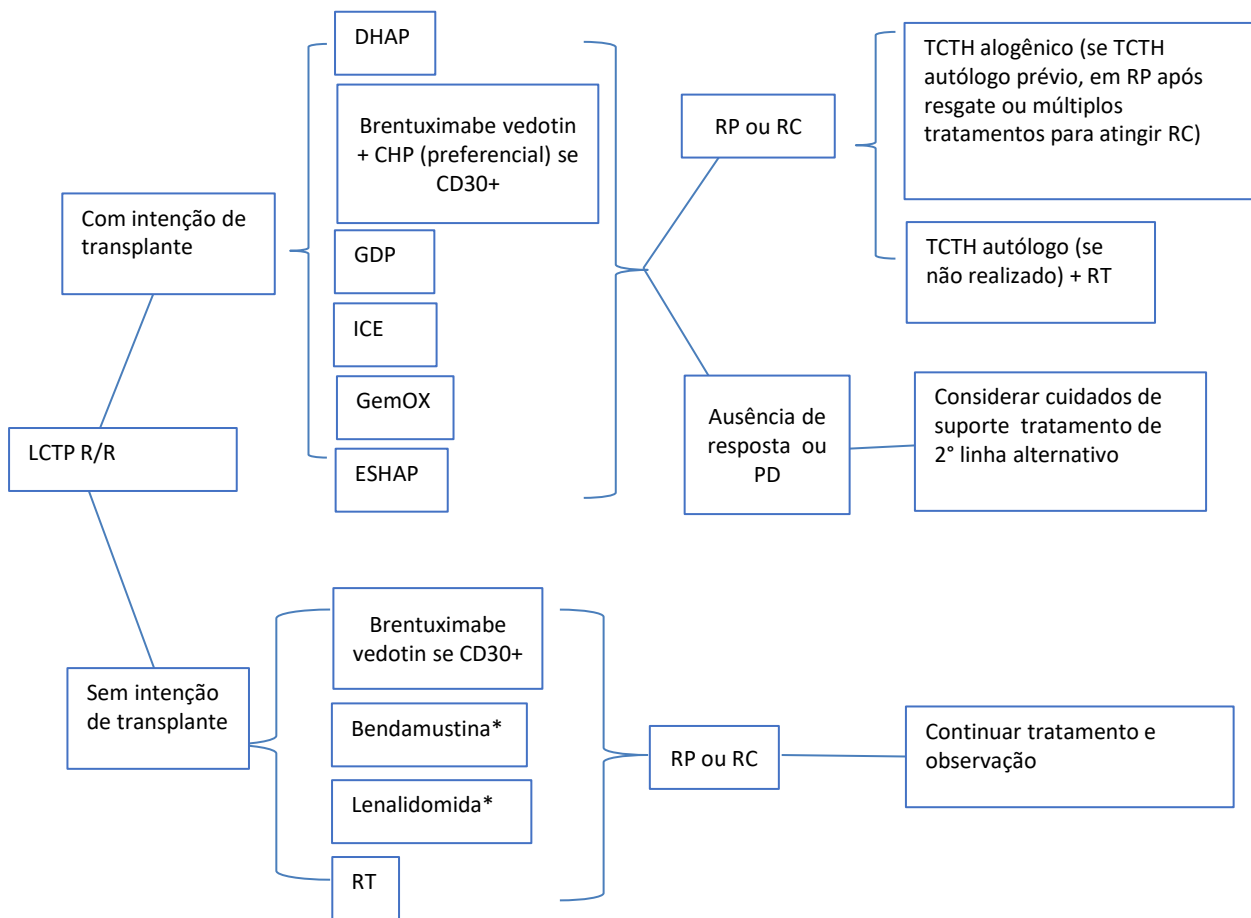 LCTP R/R
Com intenção de
transplante
DHAP
Brentuximabe vedotin
+ CHP (preferencial) se
CD30+
GDP
ICE
GemOX
ESHAP
RP ou RC
TCTH alogênico (se TCTH
autólogo prévio, em RP após
resgate ou múltiplos
tratamentos para atingir RC)
TCTH autólogo (se
não realizado) + RT
Ausência de
resposta ou
PD
Considerar cuidados de
suporte tratamento de
2° linha alternativo
Sem intenção
de transplante
Brentuximabe
vedotin se CD30+
Bendamustina*
Lenalidomida*
RT
RP ou RC
Continuar tratamento e
observação